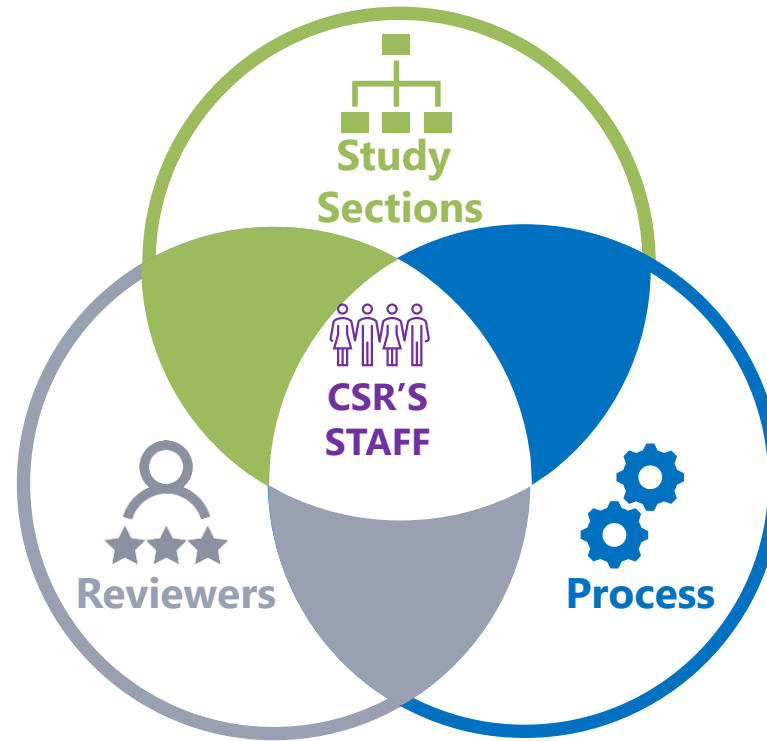 Study
Sections
CSR’S
STAFF
Reviewers
Process